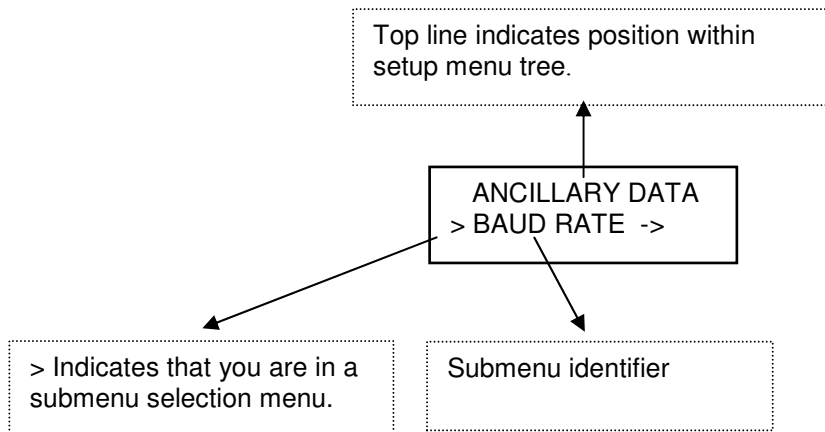 Top line indicates position within
setup menu tree.
ANCILLARY DATA
> BAUD RATE ->
> Indicates that you are in a
submenu selection menu.
Submenu identifier